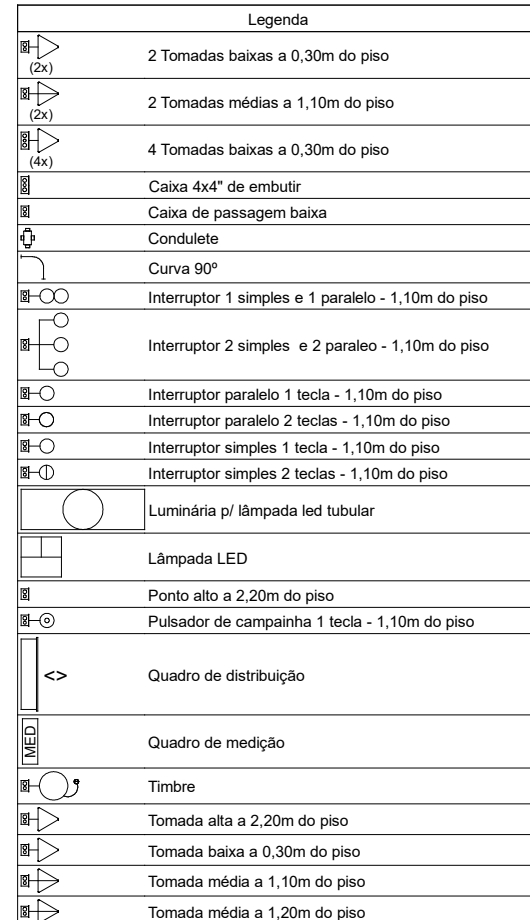 Legenda
(2x)
2 Tomadas baixas a 0,30m do piso
(2x)
2 Tomadas médias a 1,10m do piso
(4x)
4 Tomadas baixas a 0,30m do piso
Caixa 4x4" de embutir
Caixa de passagem baixa
Condulete
Curva 90º
Interruptor 1 simples e 1 paralelo - 1,10m do piso
Interruptor 2 simples e 2 paraleo - 1,10m do piso
Interruptor paralelo 1 tecla - 1,10m do piso
Interruptor paralelo 2 teclas - 1,10m do piso
Interruptor simples 1 tecla - 1,10m do piso
Interruptor simples 2 teclas - 1,10m do piso
Luminária p/ lâmpada led tubular
Lâmpada LED
Ponto alto a 2,20m do piso
Pulsador de campainha 1 tecla - 1,10m do piso
<> Quadro de distribuição
MED Quadro de medição
Timbre
Tomada alta a 2,20m do piso
Tomada baixa a 0,30m do piso
Tomada média a 1,10m do piso
Tomada média a 1,20m do piso